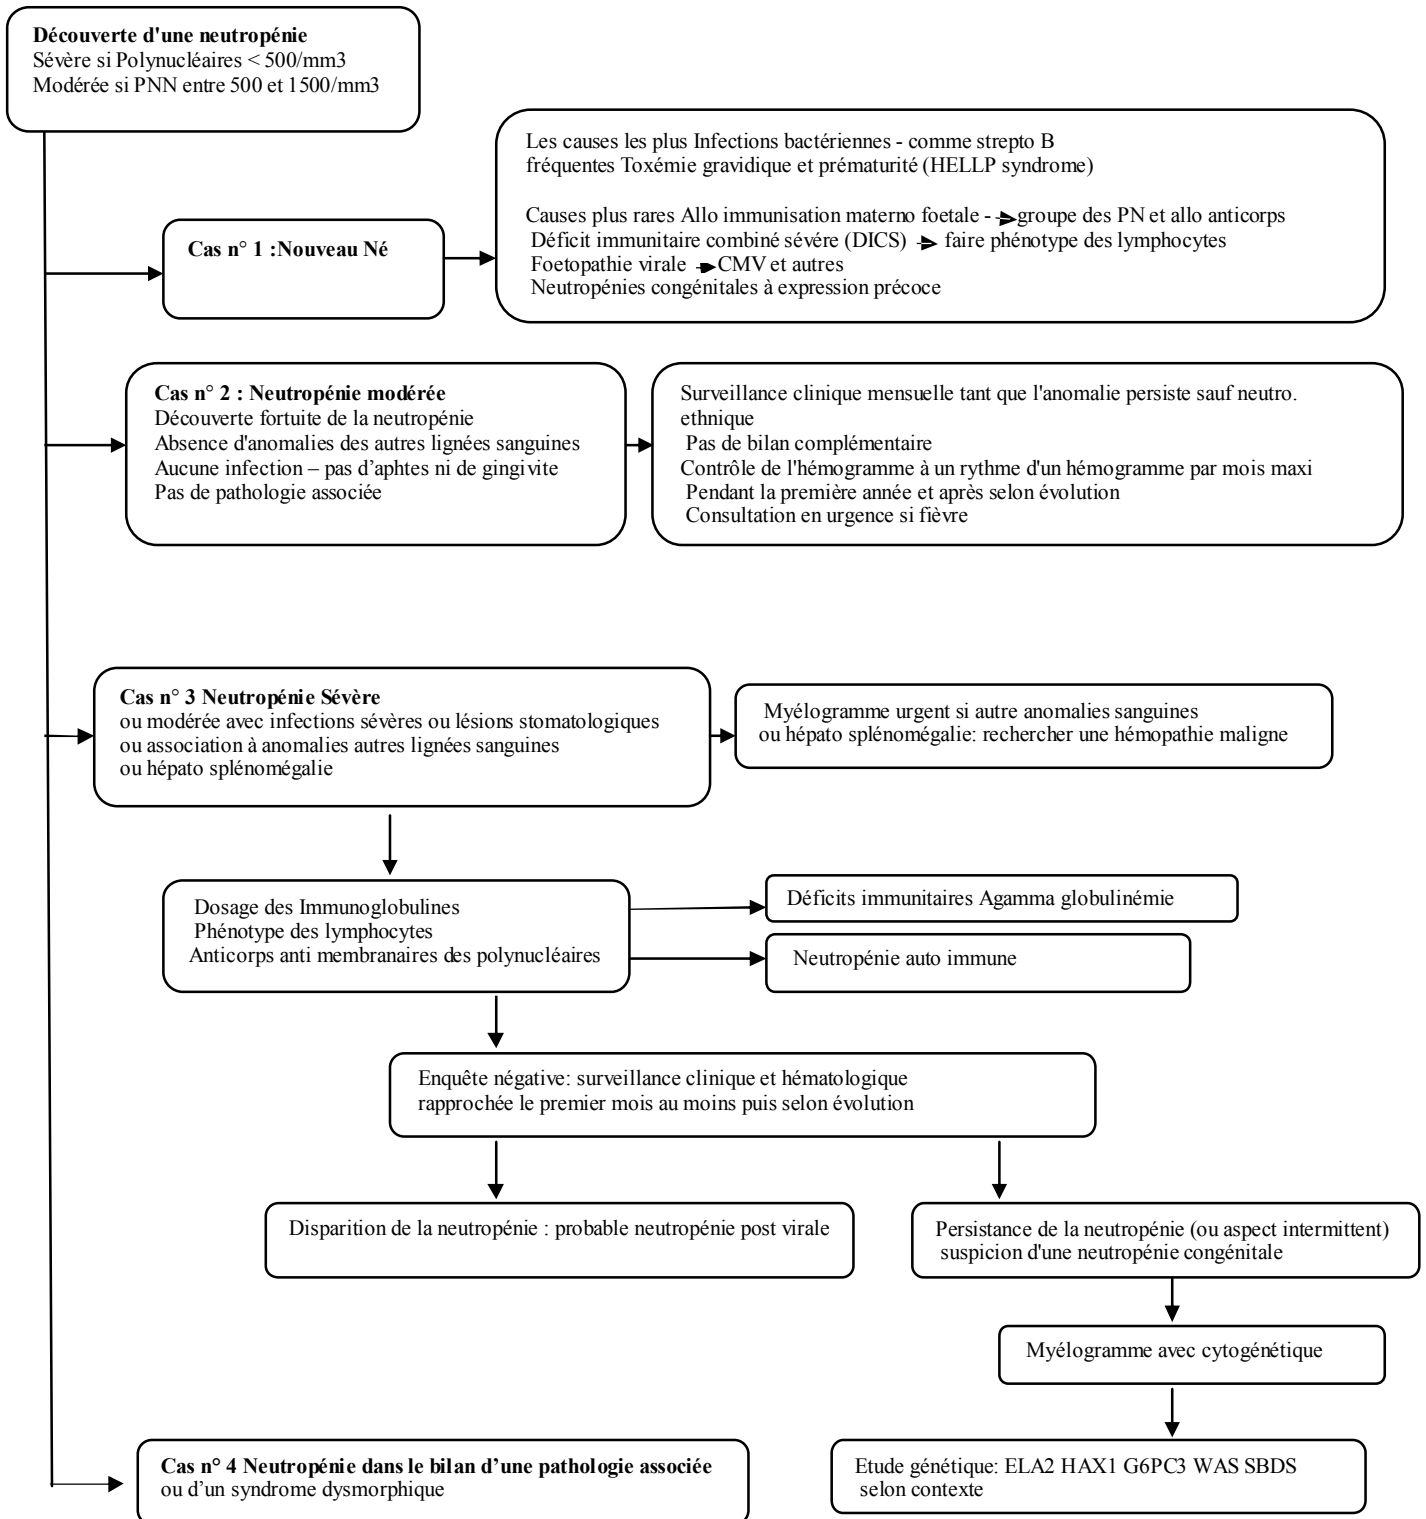 Découverte d'une neutropénie
Sévère si Polynucléaires < 500/mm3
Modérée si PNN entre 500 et 1500/mm3
Les causes les plus Infections bactériennes - comme strepto B
fréquentes Toxémie gravidique et prématurité (HELLP syndrome)
Causes plus rares Allo immunisation materno foetale - groupe des PN et allo anticorps
Déficit immunitaire combiné sévére (DICS) faire phénotype des lymphocytes
Foetopathie virale CMV et autres
Neutropénies congénitales à expression précoce
Cas n° 1 :Nouveau Né
Cas n° 2 : Neutropénie modérée
Découverte fortuite de la neutropénie
Absence d'anomalies des autres lignées sanguines
Aucune infection – pas d’aphtes ni de gingivite
Pas de pathologie associée
Surveillance clinique mensuelle tant que l'anomalie persiste sauf neutro.
ethnique
Pas de bilan complémentaire
Contrôle de l'hémogramme à un rythme d'un hémogramme par mois maxi
Pendant la première année et après selon évolution
Consultation en urgence si fièvre
Cas n° 3 Neutropénie Sévère
ou modérée avec infections sévères ou lésions stomatologiques
ou association à anomalies autres lignées sanguines
ou hépato splénomégalie
Myélogramme urgent si autre anomalies sanguines
ou hépato splénomégalie: rechercher une hémopathie maligne
Dosage des Immunoglobulines
Phénotype des lymphocytes
Anticorps anti membranaires des polynucléaires
Déficits immunitaires Agamma globulinémie
Neutropénie auto immune
Enquête négative: surveillance clinique et hématologique
rapprochée le premier mois au moins puis selon évolution
Disparition de la neutropénie : probable neutropénie post virale
Persistance de la neutropénie (ou aspect intermittent)
suspicion d'une neutropénie congénitale
Myélogramme avec cytogénétique
Cas n° 4 Neutropénie dans le bilan d’une pathologie associée
ou d’un syndrome dysmorphique
Etude génétique: ELA2 HAX1 G6PC3 WAS SBDS
selon contexte